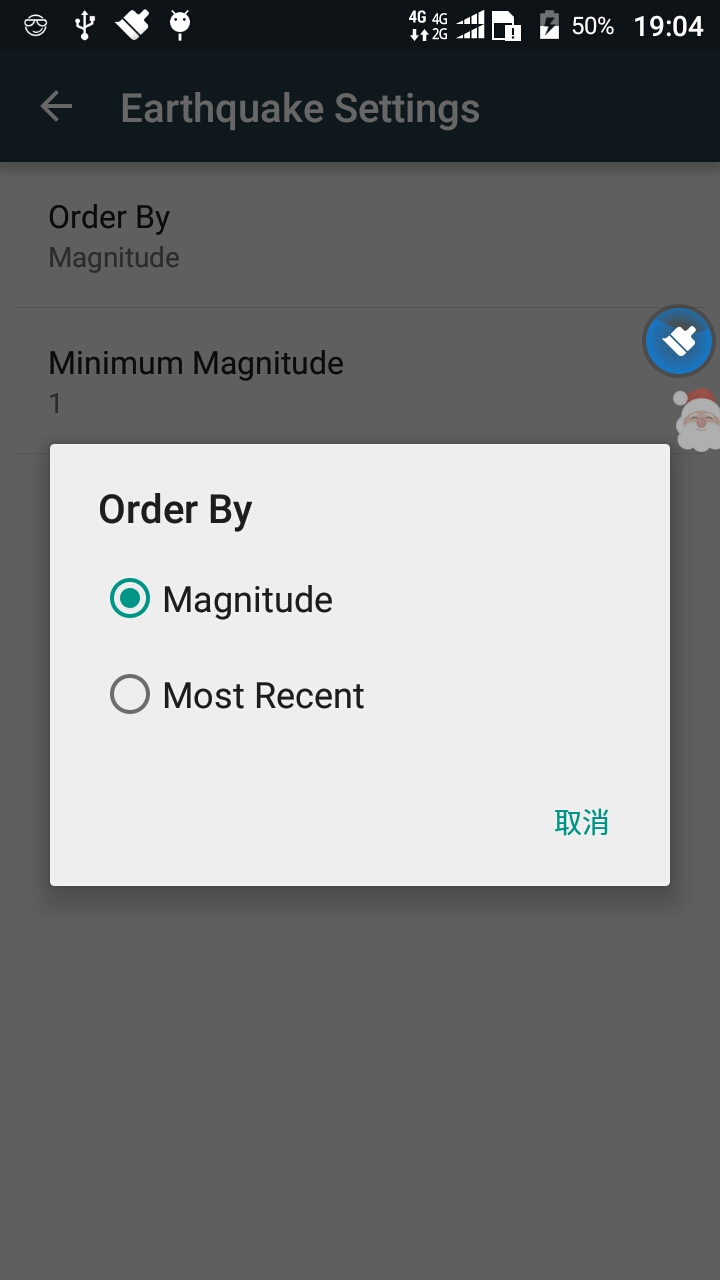 4G 4G 2G 50% 19:04
Earthquake Settings
Order By
Magnitude
Minimum Magnitude
1
Order By
Magnitude
Most Recent
取消